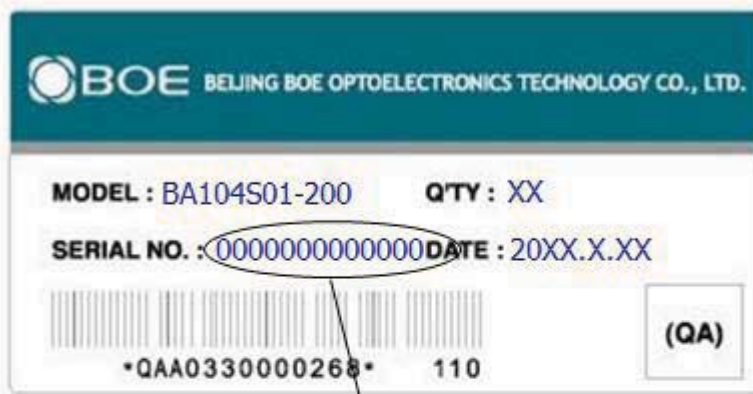 BOE BEIJING BOE OPTOELECTRONICS TECHNOLOGY CO., LTD.
MODEL : BA104S01-200 Q'TY : XX
SERIAL NO. : 0000000000000 DATE : 20XX.X.XX
(QA)
*QAA0330000268* 110